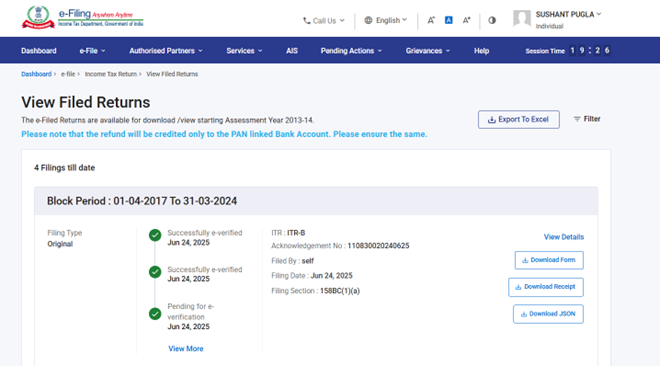 e-Filing Anywhere Anytime
Income Tax Department, Government of India
Call Us
English
A-
A
A+
SUSHANT PUGLA
Individual
Dashboard
e-File
Authorised Partners
Services
AIS
Pending Actions
Grievances
Help
Session Time 1 9 : 2 6
Dashboard > e-file > Income Tax Return > View Filed Returns
View Filed Returns
The e-Filed Returns are available for download /view starting Assessment Year 2013-14.
Please note that the refund will be credited only to the PAN linked Bank Account. Please ensure the same.
Export To Excel
Filter
4 Filings till date
Block Period : 01-04-2017 To 31-03-2024
Filing Type
Original
Successfully e-verified
Jun 24, 2025
Successfully e-verified
Jun 24, 2025
Pending for e-
verification
Jun 24, 2025
View More
ITR : ITR-B
Acknowledgement No : 110830020240625
Filed By : self
Filing Date : Jun 24, 2025
Filing Section : 158BC(1)(a)
View Details
Download Form
Download Receipt
Download JSON